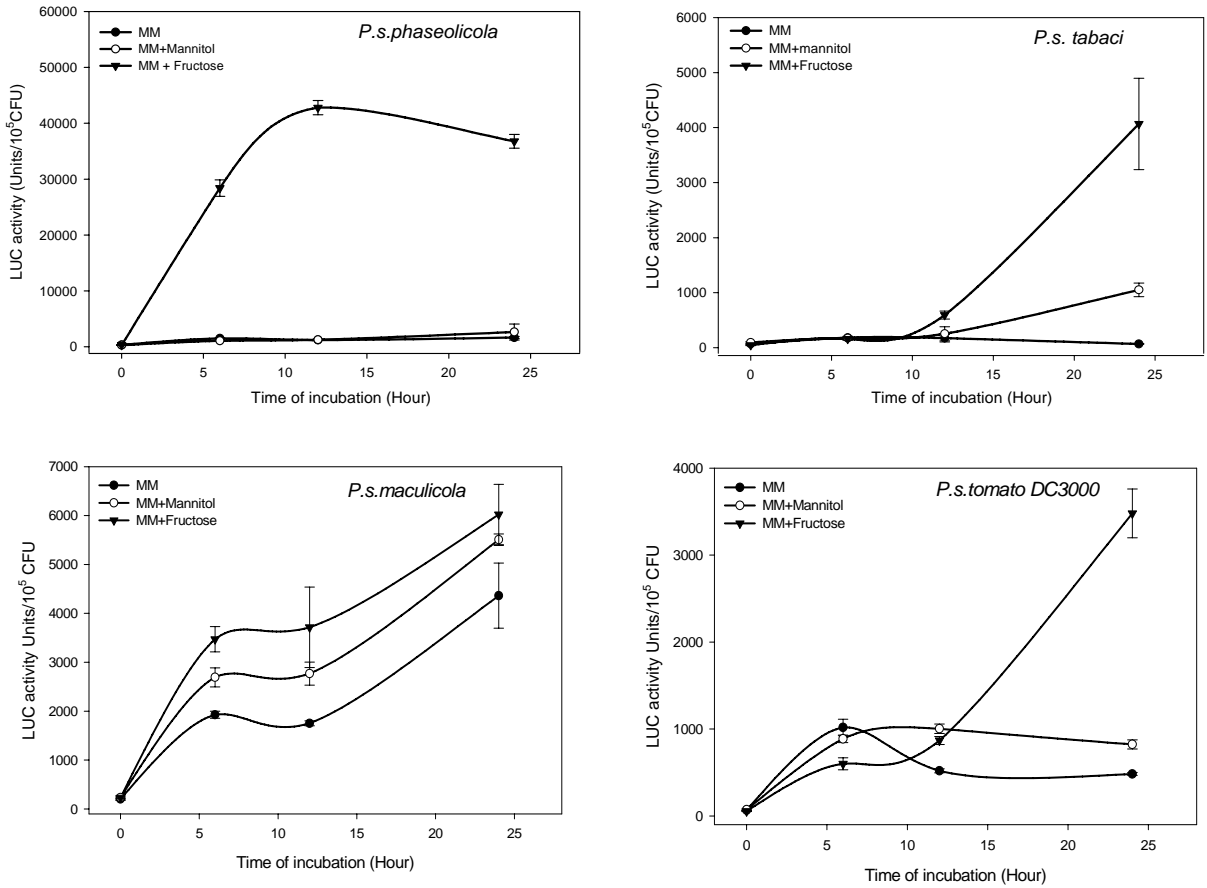 P.s.phaseolicola
MM
MM+Mannitol
MM + Fructose
LUC activity (Units/10⁵CFU)
60000
50000
40000
30000
20000
10000
0
0 5 10 15 20 25
Time of incubation (Hour)
P.s. tabaci
MM
MM+mannitol
MM+Fructose
LUC activity (Units/10⁵CFU)
6000
5000
4000
3000
2000
1000
0
0 5 10 15 20 25
Time of incubation (Hour)
P.s.maculicola
MM
MM+Mannitol
MM+Fructose
LUC activity Units/10⁵ CFU
7000
6000
5000
4000
3000
2000
1000
0
0 5 10 15 20 25
Time of incubation (Hour)
P.s.tomato DC3000
MM
MM+Mannitol
MM+Fructose
LUC activity Units/10⁵ CFU
4000
3000
2000
1000
0
0 5 10 15 20 25
Time of incubation (Hour)